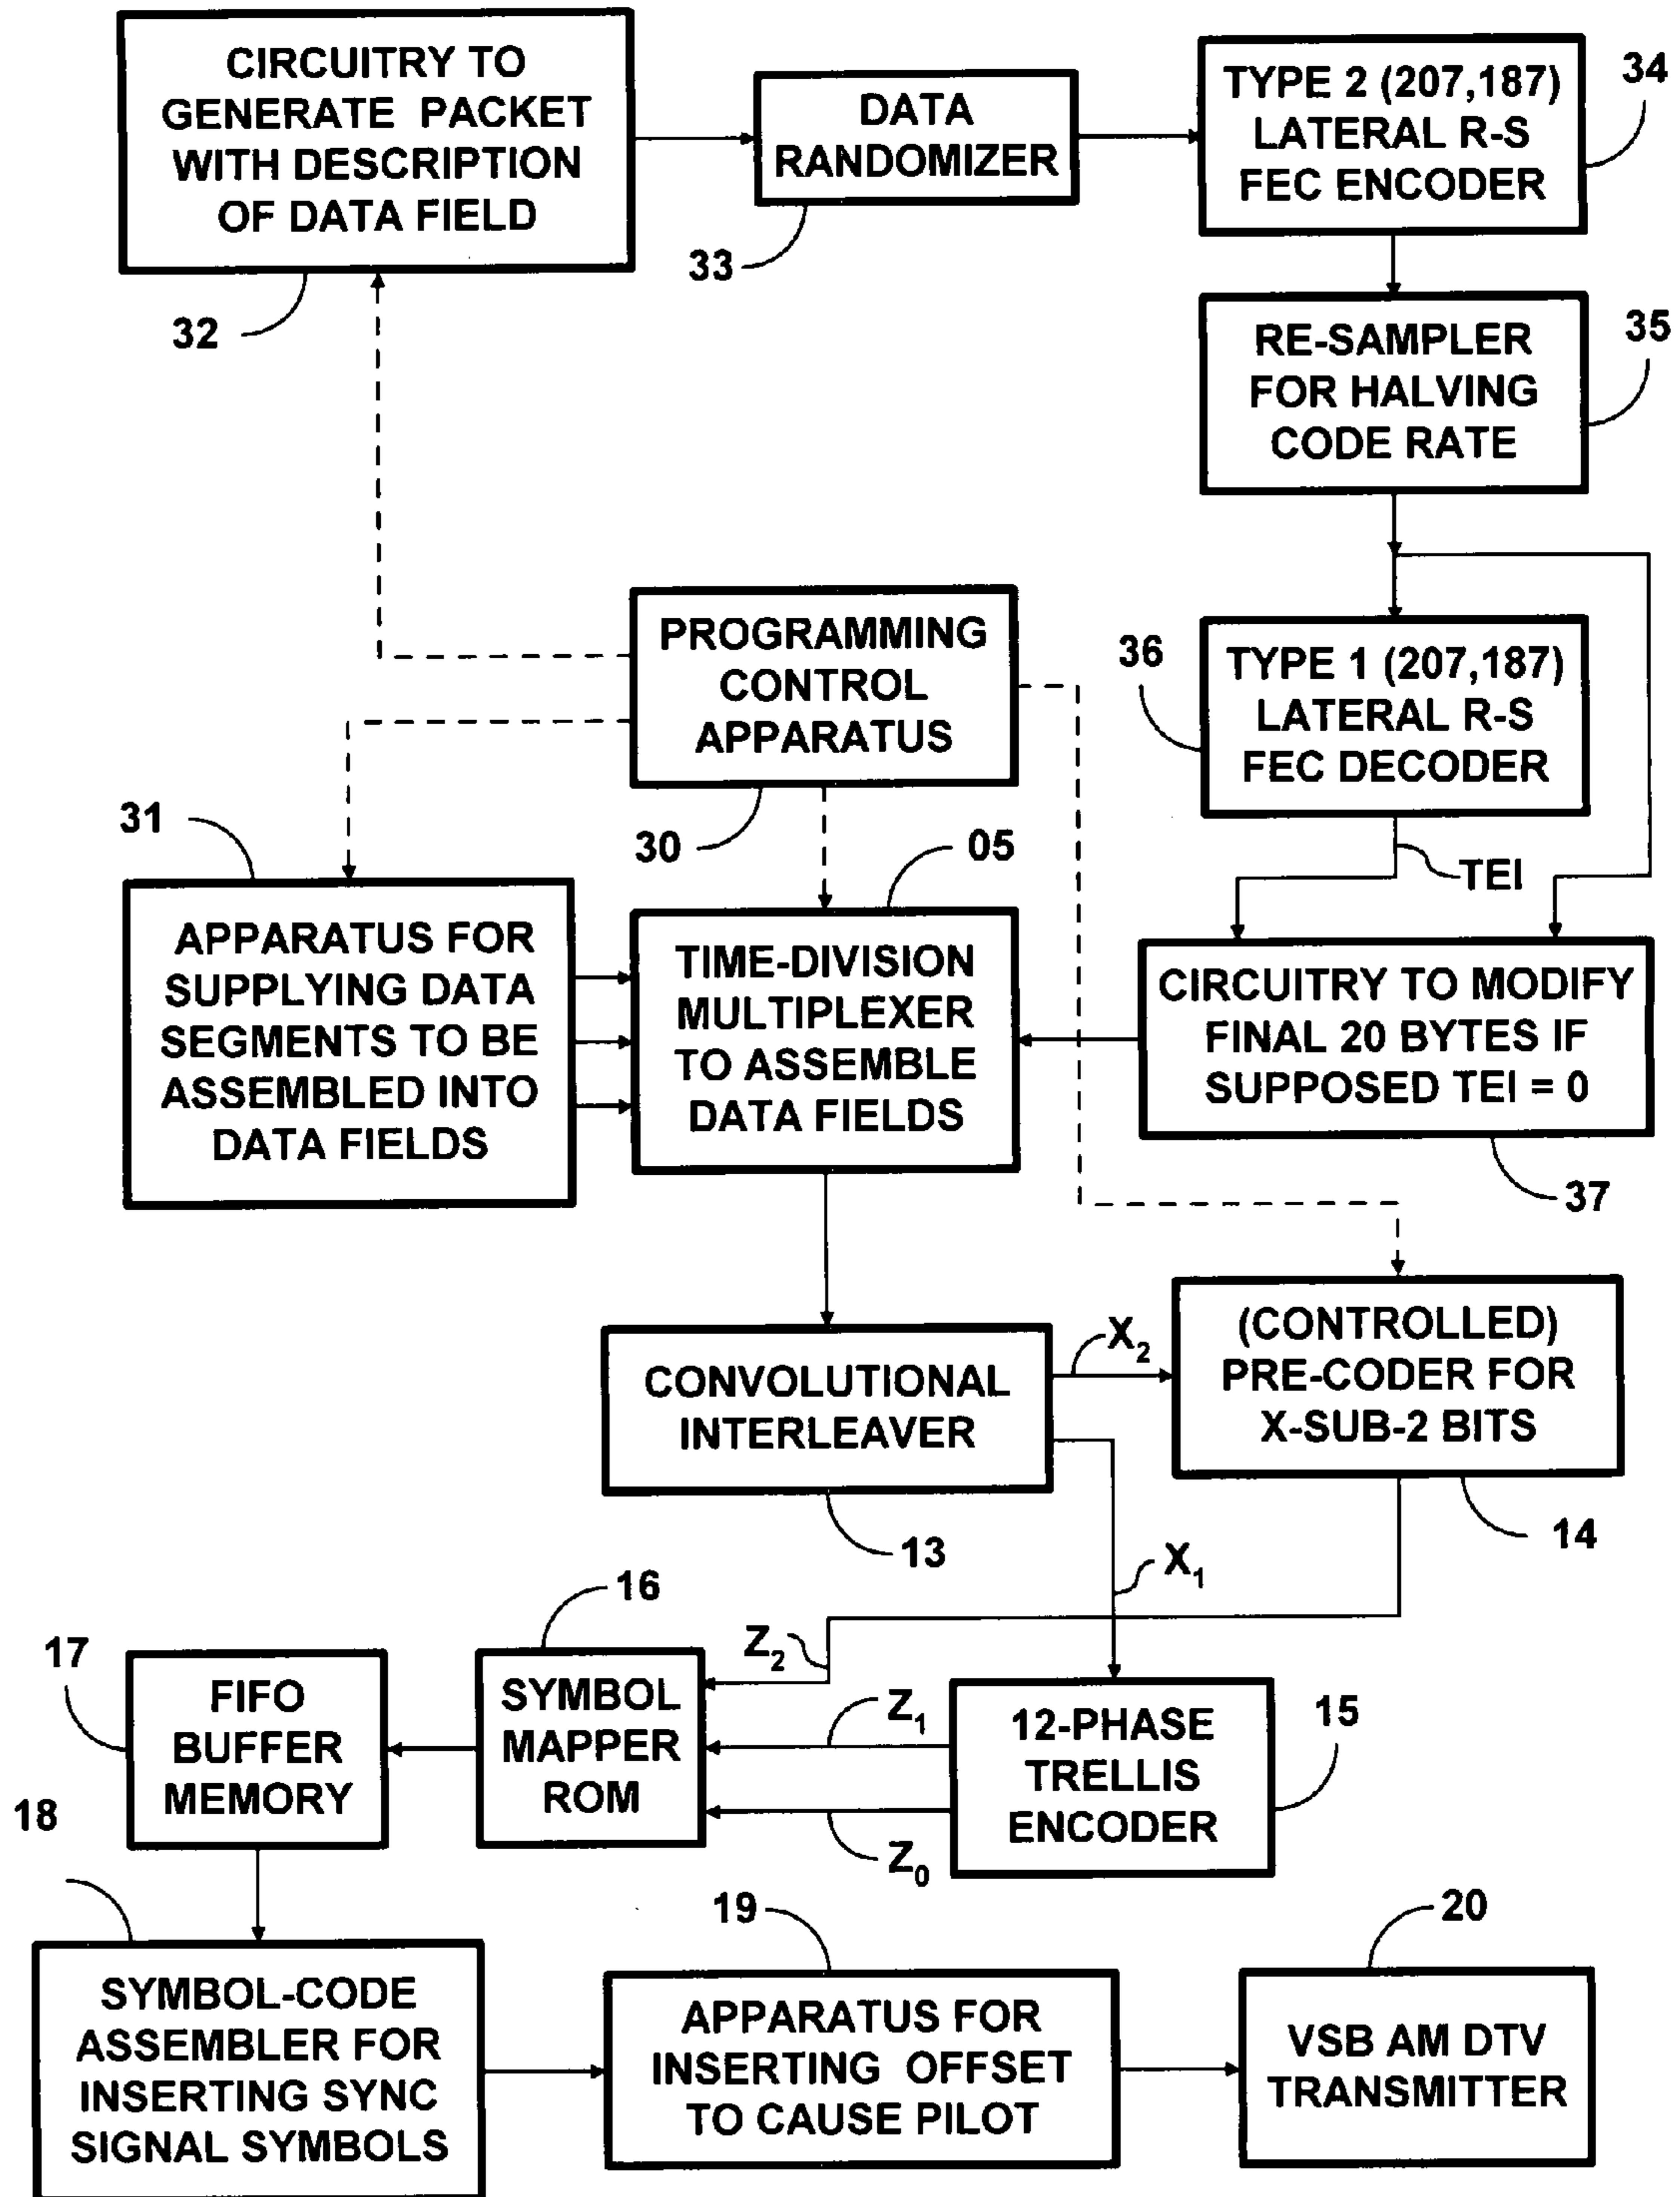 CIRCUITRY TO
GENERATE PACKET
WITH DESCRIPTION
OF DATA FIELD
32
DATA
RANDOMIZER
33
TYPE 2 (207,187)
LATERAL R-S
FEC ENCODER
34
RE-SAMPLER
FOR HALVING
CODE RATE
35
PROGRAMMING
CONTROL
APPARATUS
30
36
TYPE 1 (207,187)
LATERAL R-S
FEC DECODER
TEI
31
APPARATUS FOR
SUPPLYING DATA
SEGMENTS TO BE
ASSEMBLED INTO
DATA FIELDS
05
TIME-DIVISION
MULTIPLEXER
TO ASSEMBLE
DATA FIELDS
CIRCUITRY TO MODIFY
FINAL 20 BYTES IF
SUPPOSED TEI = 0
37
CONVOLUTIONAL
INTERLEAVER
13
X2
(CONTROLLED)
PRE-CODER FOR
X-SUB-2 BITS
14
X1
16
Z2
17
FIFO
BUFFER
MEMORY
SYMBOL
MAPPER
ROM
Z1
Z0
12-PHASE
TRELLIS
ENCODER
15
18
SYMBOL-CODE
ASSEMBLER FOR
INSERTING SYNC
SIGNAL SYMBOLS
19
APPARATUS FOR
INSERTING OFFSET
TO CAUSE PILOT
20
VSB AM DTV
TRANSMITTER